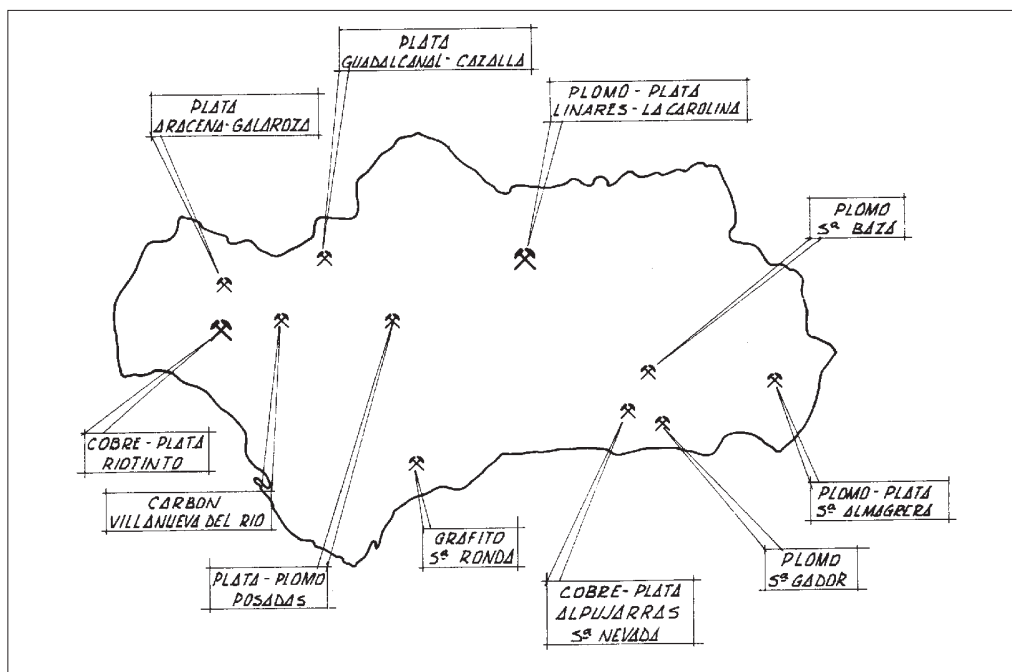 PLATA
GUADALCANAL-CAZALLA
PLOMO - PLATA
LINARES - LA CAROLINA
PLATA
ARACENA-GALAROZA
PLOMO
Sª BAZA
COBRE - PLATA
RIOTINTO
CARBON
VILLANUEVA DEL RIO
PLATA - PLOMO
POSADAS
GRAFITO
Sª RONDA
COBRE-PLATA
ALPUJARRAS
Sª NEVADA
PLOMO
Sª GADOR
PLOMO-PLATA
Sª ALMAGRERA